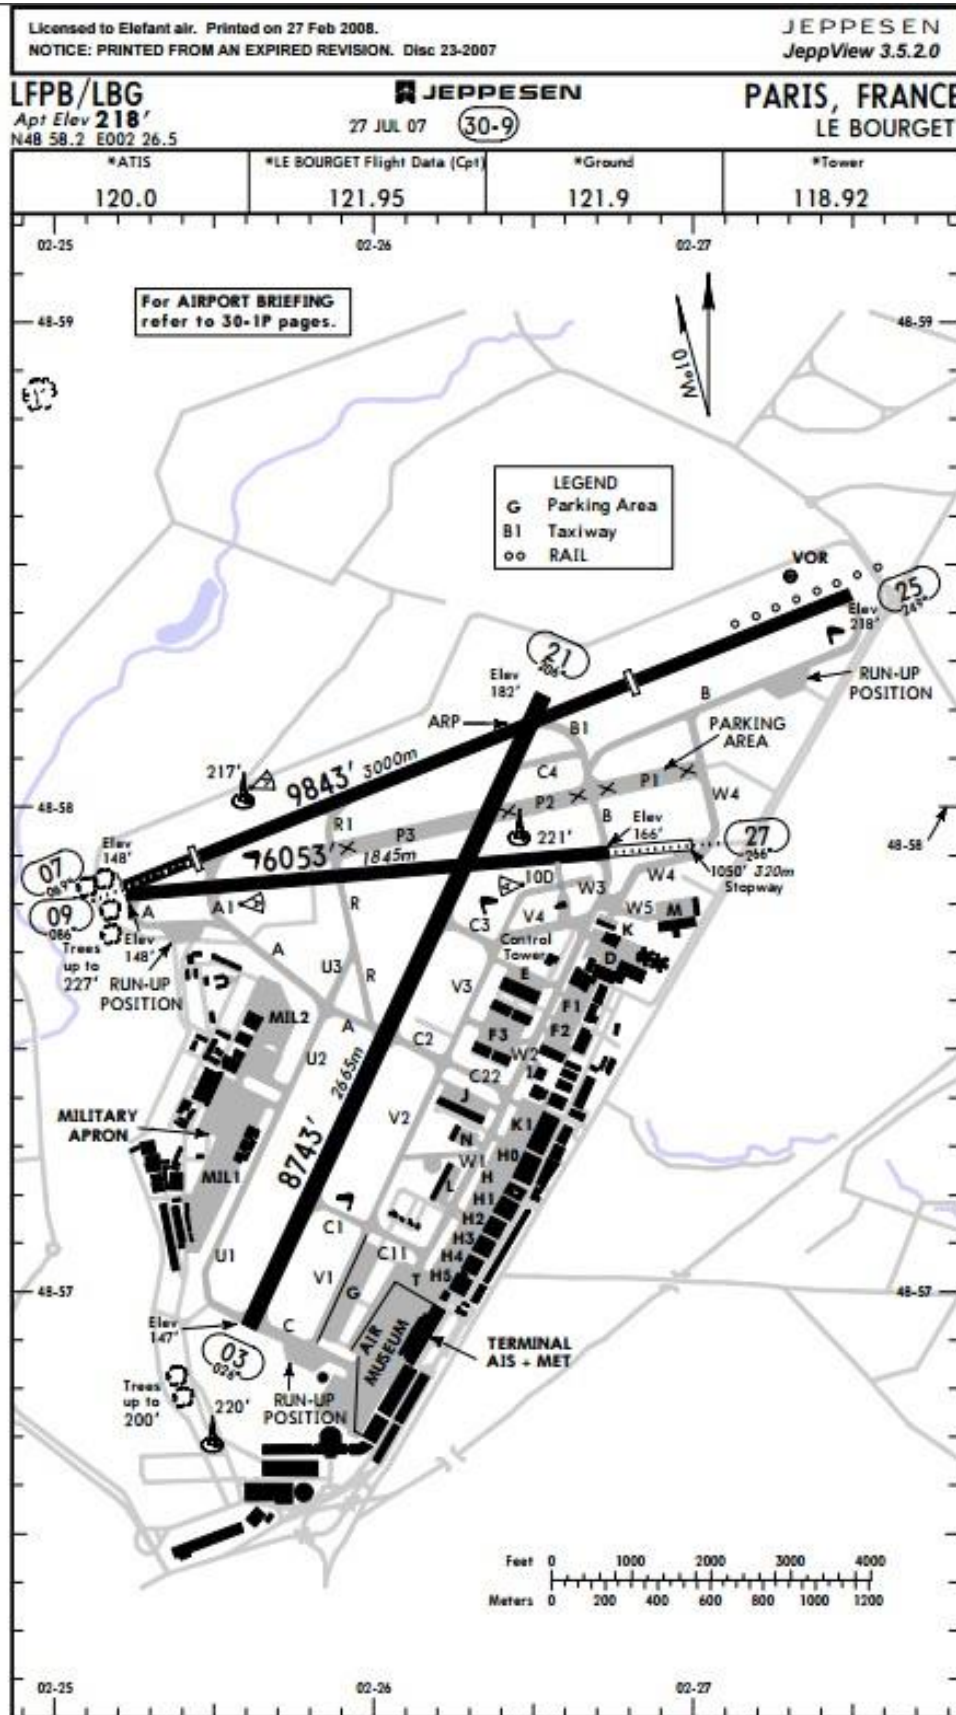 Licensed to Elefant air. Printed on 27 Feb 2008.
NOTICE: PRINTED FROM AN EXPIRED REVISION. Disc 23-2007
JEPPESEN
JeppView 3.5.2.0
LFPB/LBG
Apt Elev 218'
N48 58.2 E002 26.5
JEPPESEN
27 JUL 07 30-9
PARIS, FRANCE
LE BOURGET
*ATIS
120.0
*LE BOURGET Flight Data (Cpt)
121.95
*Ground
121.9
*Tower
118.92
02-25 02-26 02-27
For AIRPORT BRIEFING
refer to 30-1P pages.
48-59 48-59
01°W
LEGEND
G Parking Area
B1 Taxiway
oo RAIL
VOR
25
249°
Elev
218'
21
206°
Elev
182'
RUN-UP
POSITION
B
ARP
B1
PARKING
AREA
217'
9843' 3000m
C4
P1
P2
W4
48-58
R1
P3
B
Elev
166'
221'
27
266°
48-58
Elev
148'
07
069°
6053'
1845m
1050' 320m
Stopway
09
086
A
A1
R
10D
W3
W4
W5
M
V4
K
C3
Trees
up to
227'
Elev
148'
RUN-UP
POSITION
A
U3
R
Control
Tower
D
E
V3
F1
MIL2
A
C2
F3
F2
U2
2665m
W2
C22
I
J
MILITARY
APRON
V2
K1
N
8743'
W1
H0
MIL1
L
H
H1
C1
H2
H3
U1
C11
H4
V1
T
H5
G
48-57 48-57
Elev
147'
C
03
026°
AIR
MUSEUM
TERMINAL
AIS + MET
Trees
up to
200'
220'
RUN-UP
POSITION
Feet 0 1000 2000 3000 4000
Meters 0 200 400 600 800 1000 1200
02-25 02-26 02-27